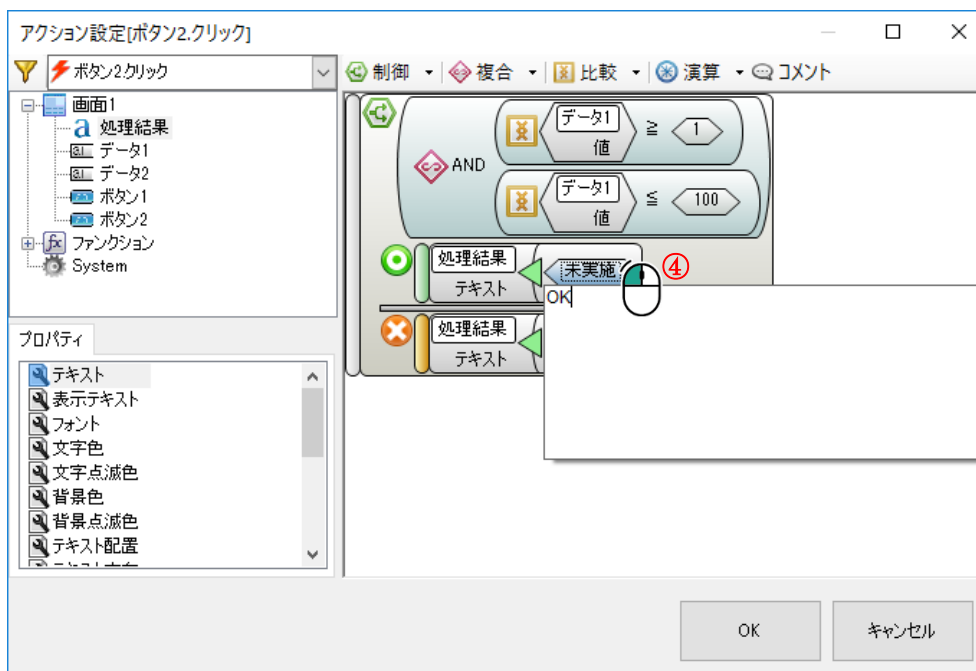 アクション設定[ボタン2.クリック]
ボタン2.クリック
制御 複合 比較 演算 コメント
画面1
処理結果
データ1
データ2
ボタン1
ボタン2
ファンクション
System
AND
データ1
値
≧ 1
データ1
値
≦ 100
処理結果
テキスト
未実施
④
OK
処理結果
テキスト
プロパティ
テキスト
表示テキスト
フォント
文字色
文字点滅色
背景色
背景点滅色
テキスト配置
OK
キャンセル